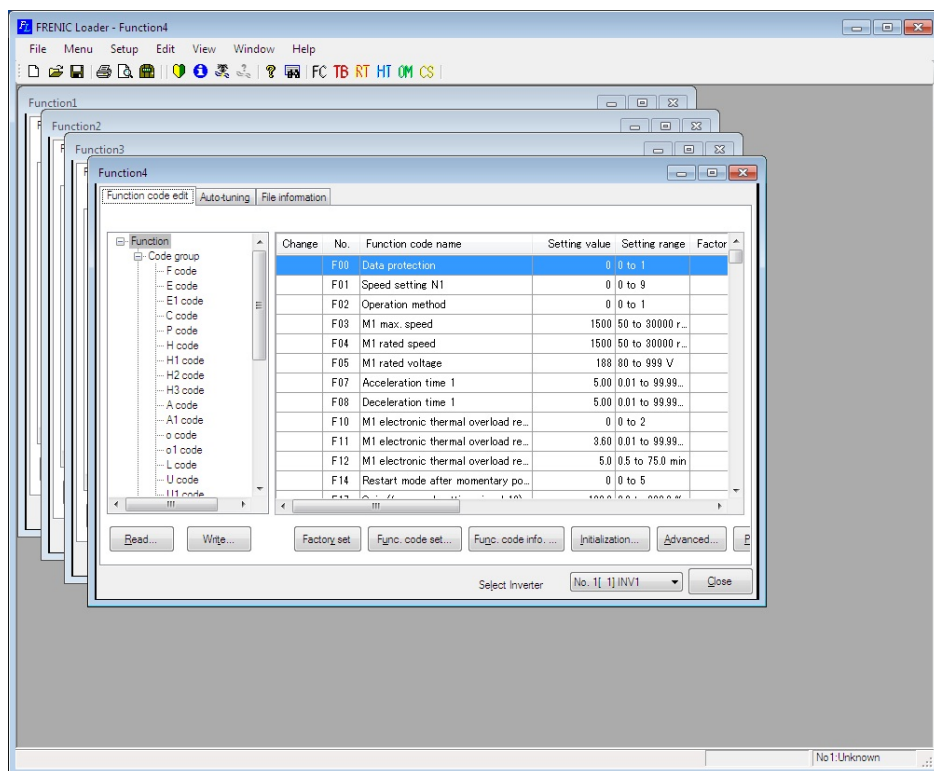 FRENIC Loader - Function4
File Menu Setup Edit View Window Help
FC TB RT HT OM CS
Function1
Function2
Function3
Function4
Function code edit Auto-tuning File information
Function
Code group
F code
E code
E1 code
C code
P code
H code
H1 code
H2 code
H3 code
A code
A1 code
o code
o1 code
L code
U code
U1 code
Change No. Function code name Setting value Setting range Factor
F00 Data protection 0 0 to 1
F01 Speed setting N1 0 0 to 9
F02 Operation method 0 0 to 1
F03 M1 max. speed 1500 50 to 30000 r...
F04 M1 rated speed 1500 50 to 30000 r...
F05 M1 rated voltage 188 80 to 999 V
F07 Acceleration time 1 5.00 0.01 to 99.99...
F08 Deceleration time 1 5.00 0.01 to 99.99...
F10 M1 electronic thermal overload re... 0 0 to 2
F11 M1 electronic thermal overload re... 3.60 0.01 to 99.99...
F12 M1 electronic thermal overload re... 5.0 0.5 to 75.0 min
F14 Restart mode after momentary po... 0 0 to 5
Read... Write... Factory set Func. code set... Func. code info. ... Initialization... Advanced... P
Select Inverter No. 1[ 1] INV1 Close
No1:Unknown